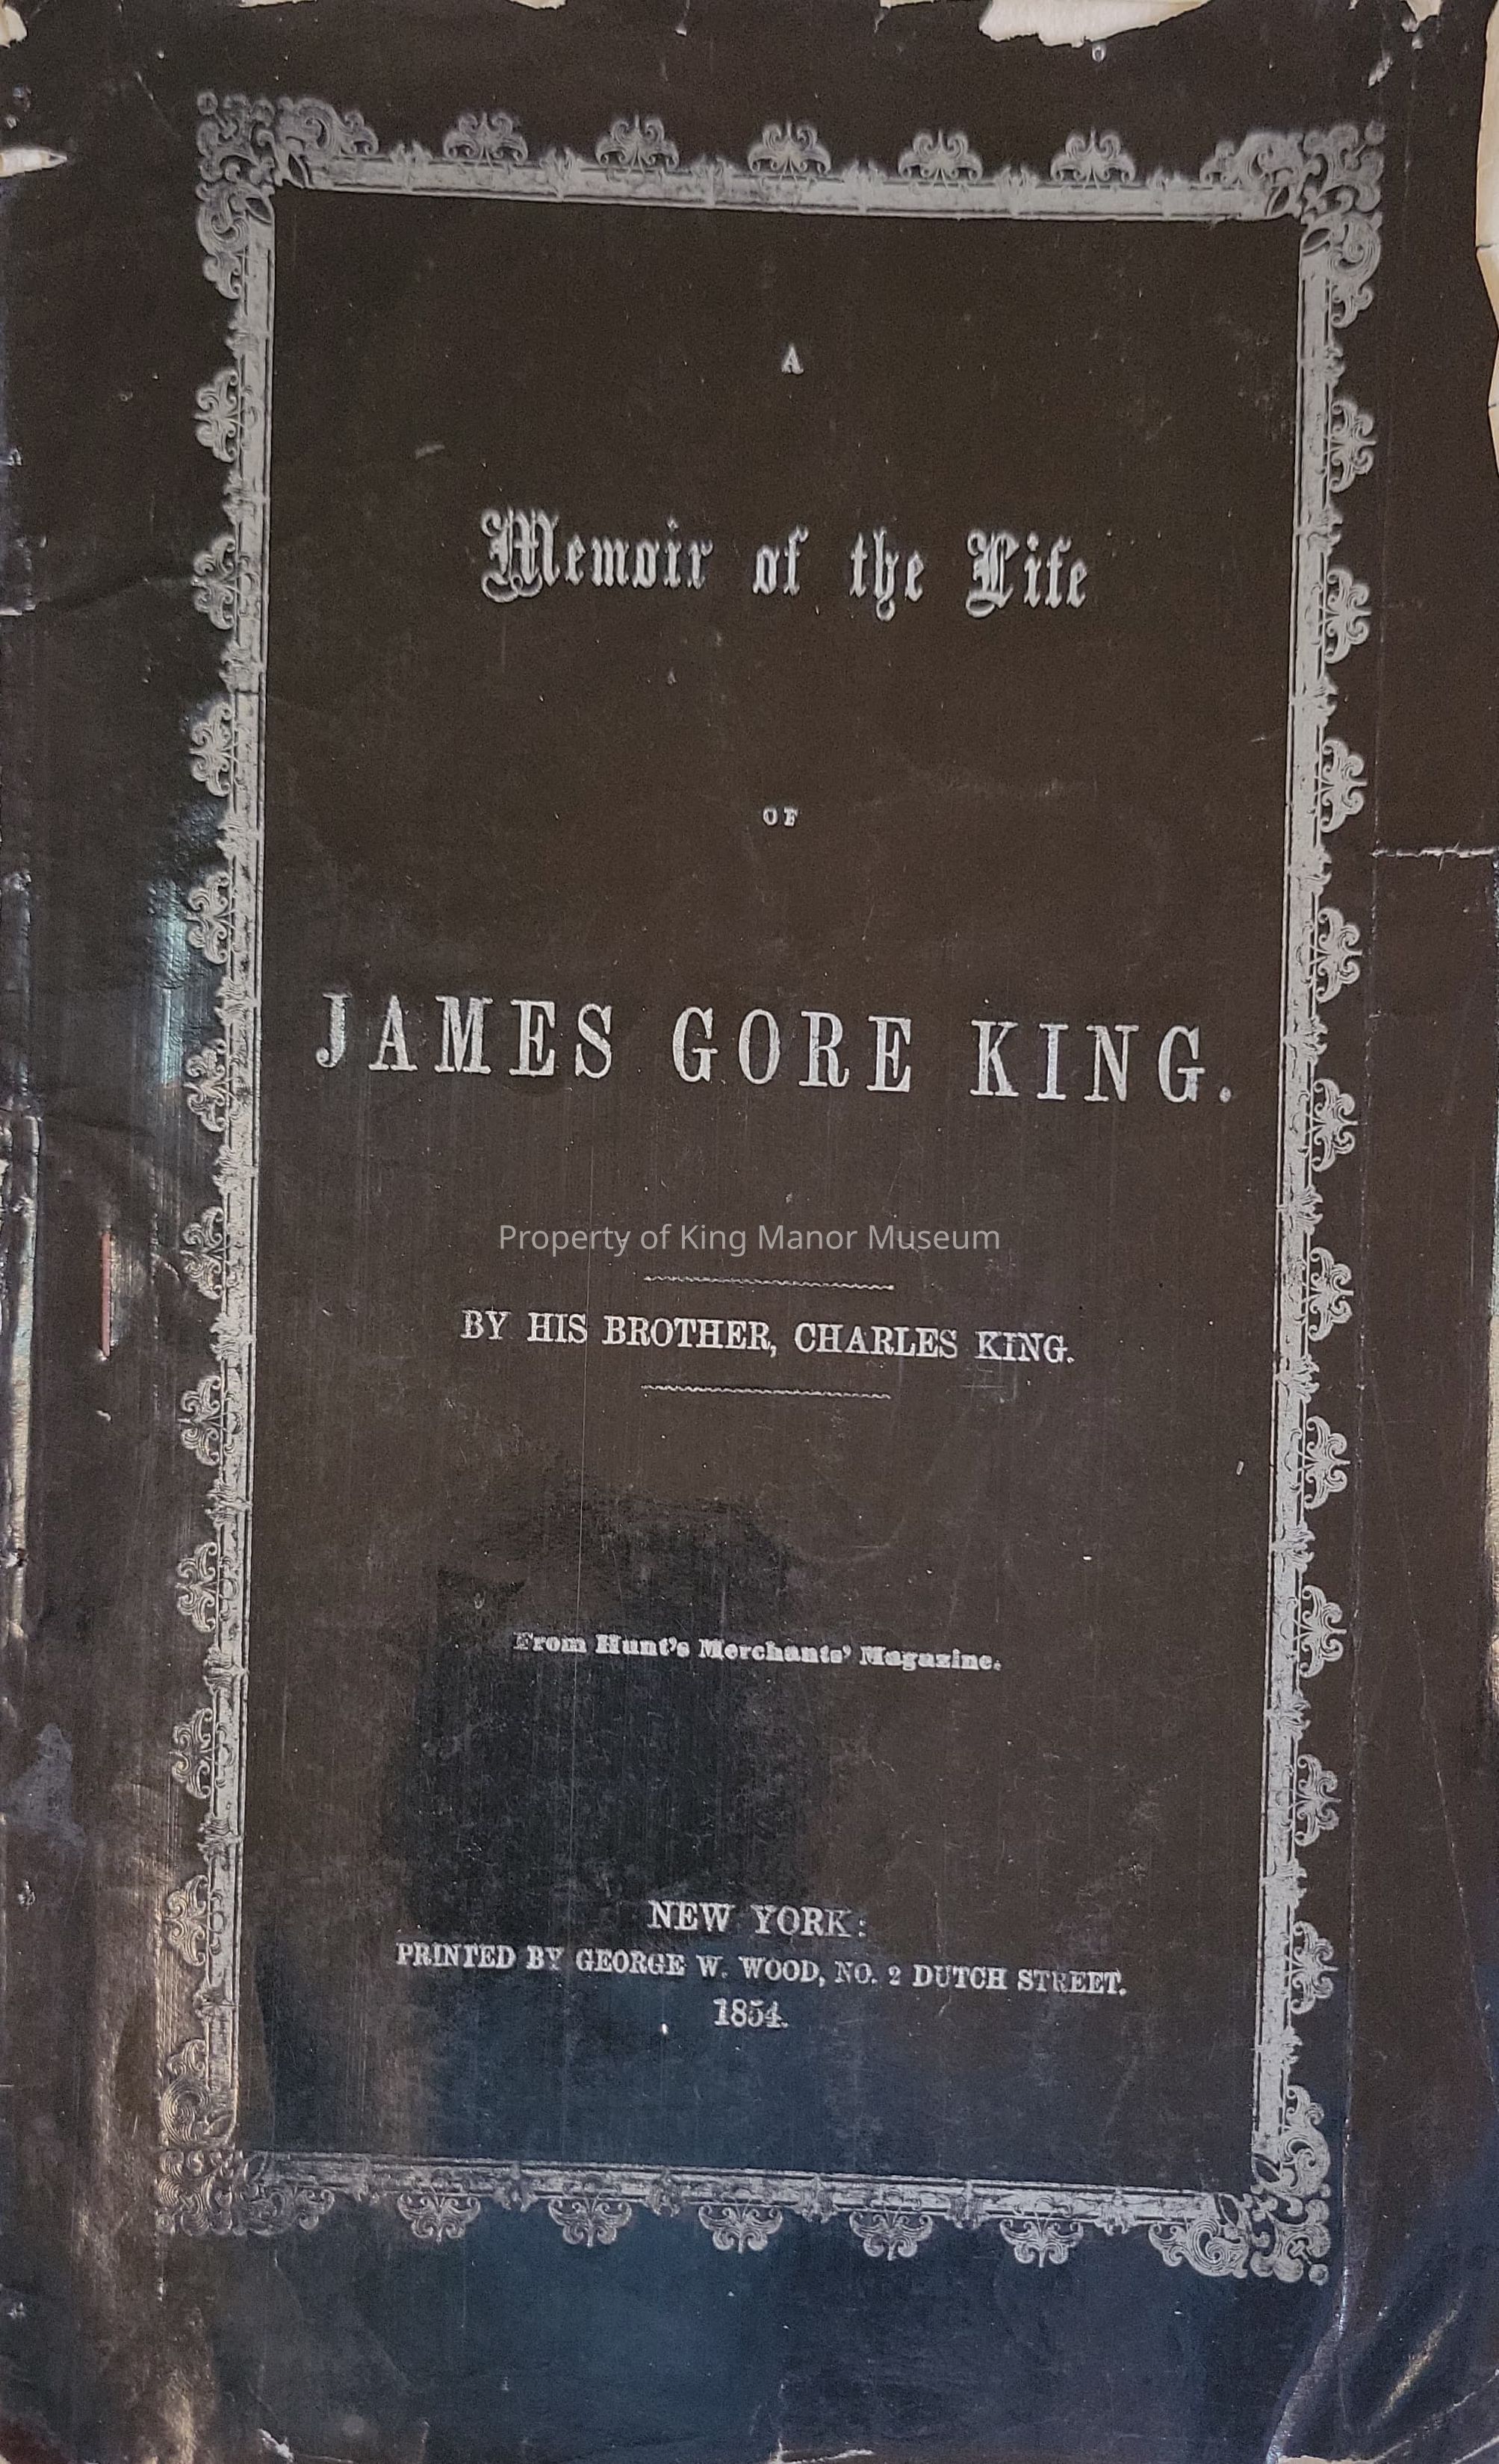 A
Memoir of the Life
OF
JAMES GORE KING.
Property of King Manor Museum
BY HIS BROTHER, CHARLES KING.
From Hunt's Merchants' Magazine.
NEW YORK:
PRINTED BY GEORGE W. WOOD, NO. 2 DUTCH STREET.
1854.